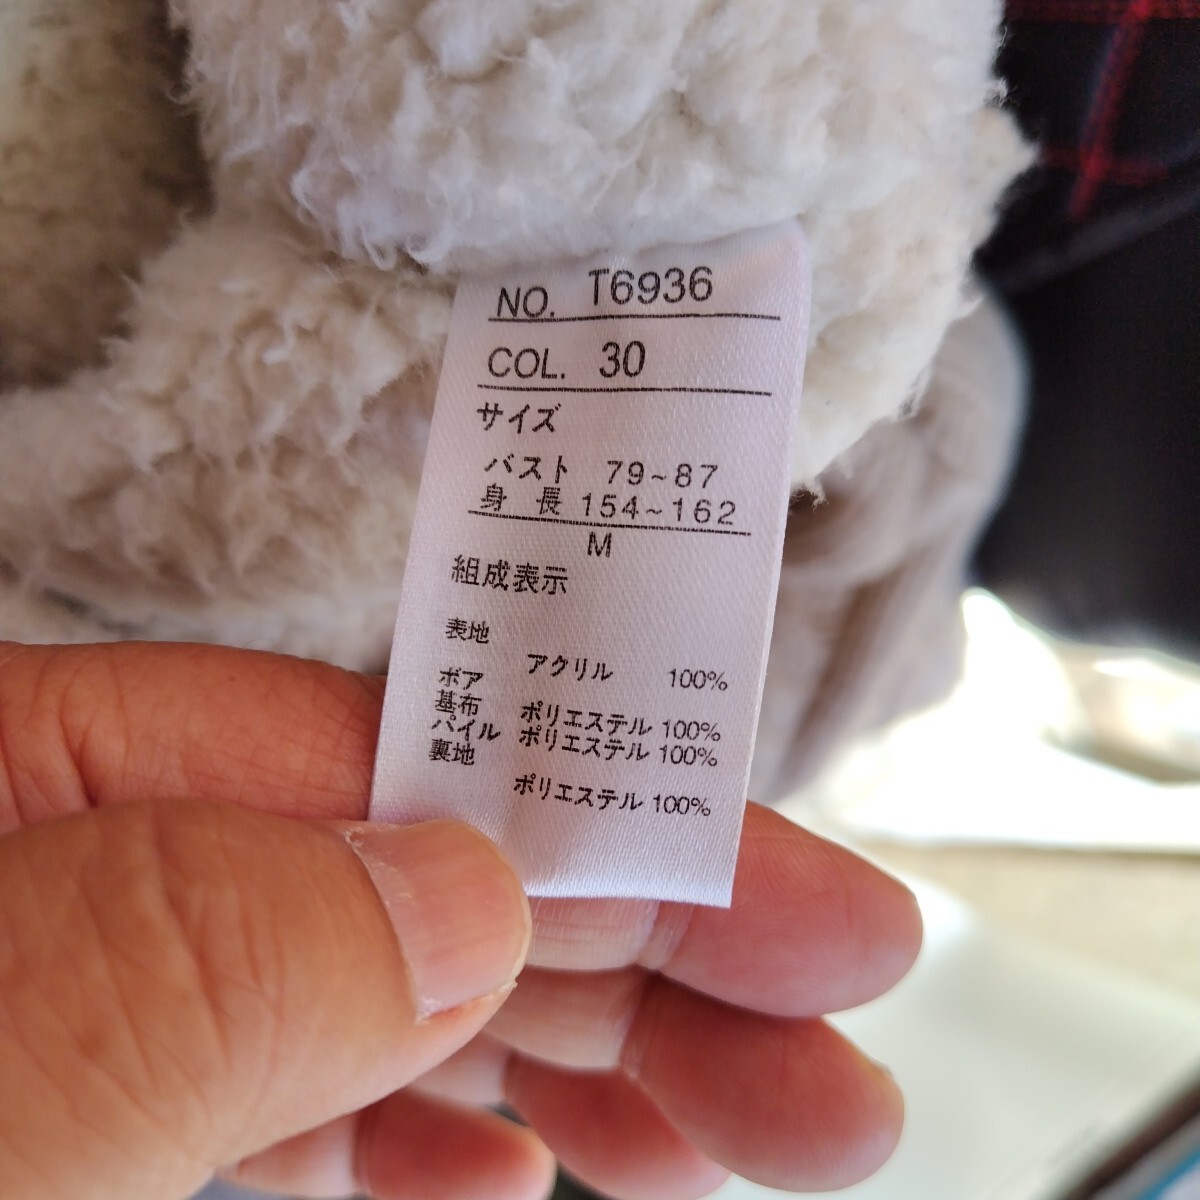 NO. T6936
COL. 30
サイズ
バスト 79~87
身長 154~162
M
組成表示
表地
アクリル 100%
ボア
基布 ポリエステル 100%
パイル ポリエステル 100%
裏地
ポリエステル 100%